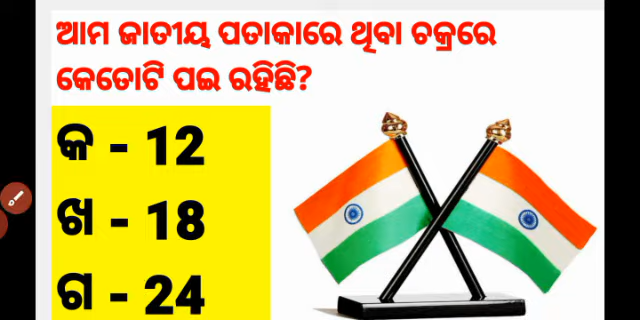 ଆମ ଜାତୀୟ ପତାକାରେ ଥିବା ଚକ୍ରରେ
କେତୋଟି ପଇ ରହିଛି?
କ - 12
ଖ - 18
ଗ - 24